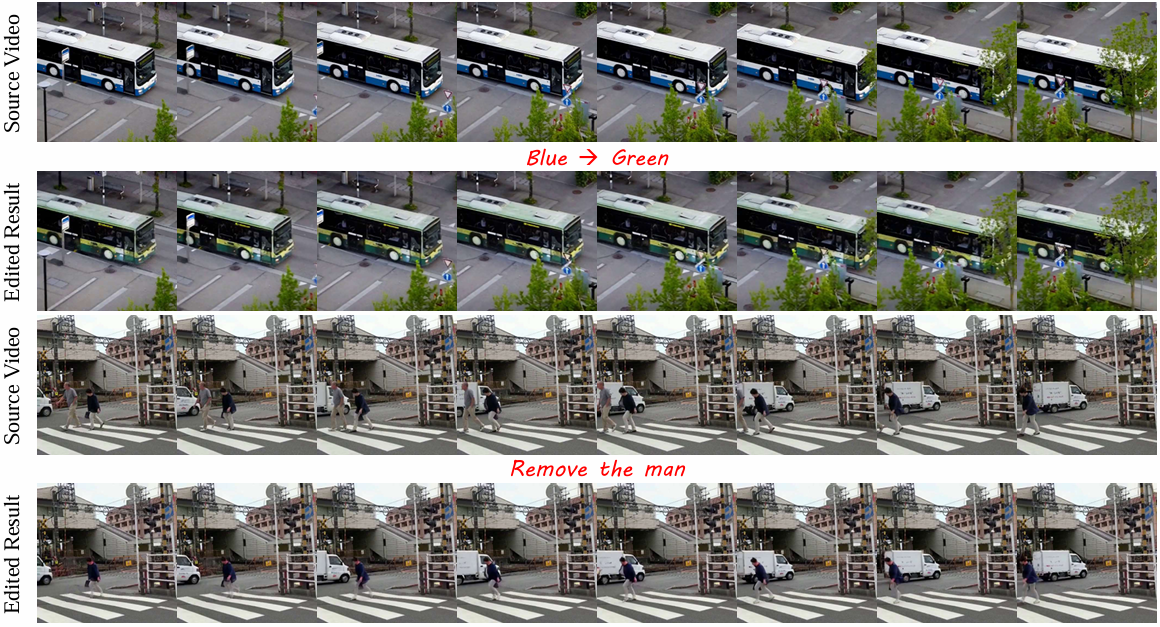 Source Video
Blue → Green
Edited Result
Source Video
Remove the man
Edited Result